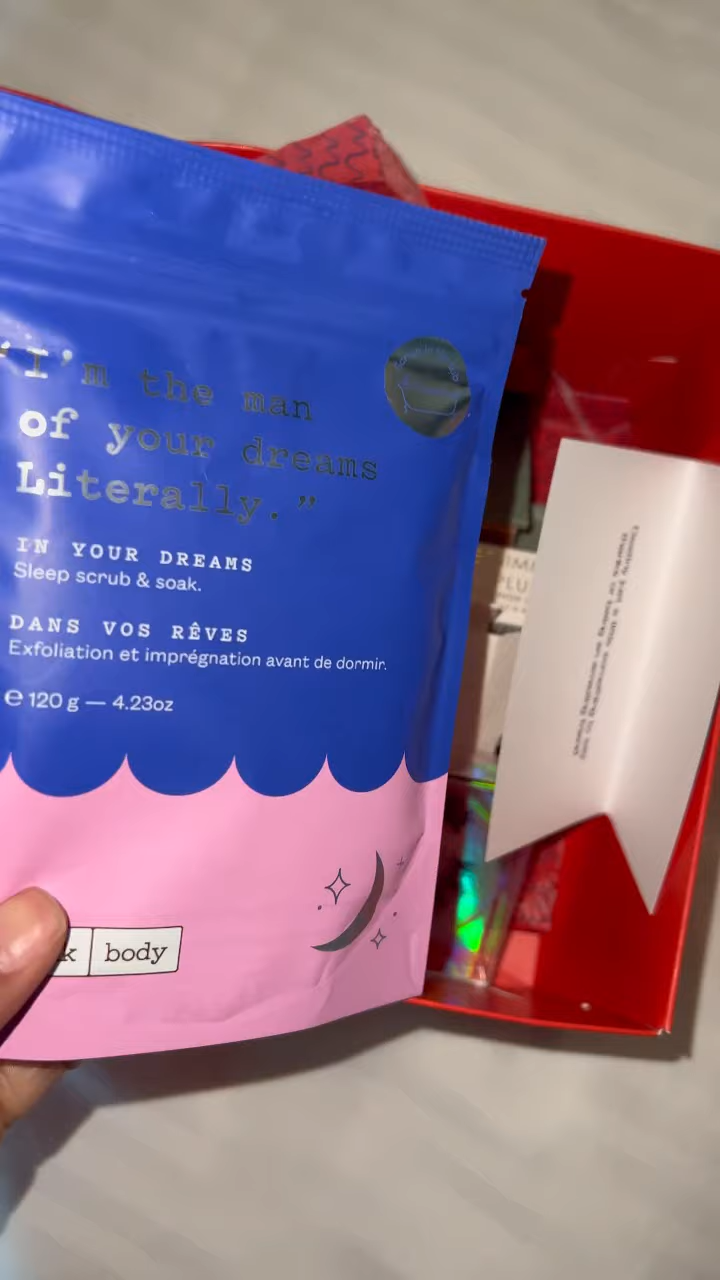 “I’m the man
of your dreams
Literally.”
IN YOUR DREAMS
Sleep scrub & soak.
DANS VOS RÊVES
Exfoliation et imprégnation avant de dormir.
℮ 120 g — 4.23oz
k body